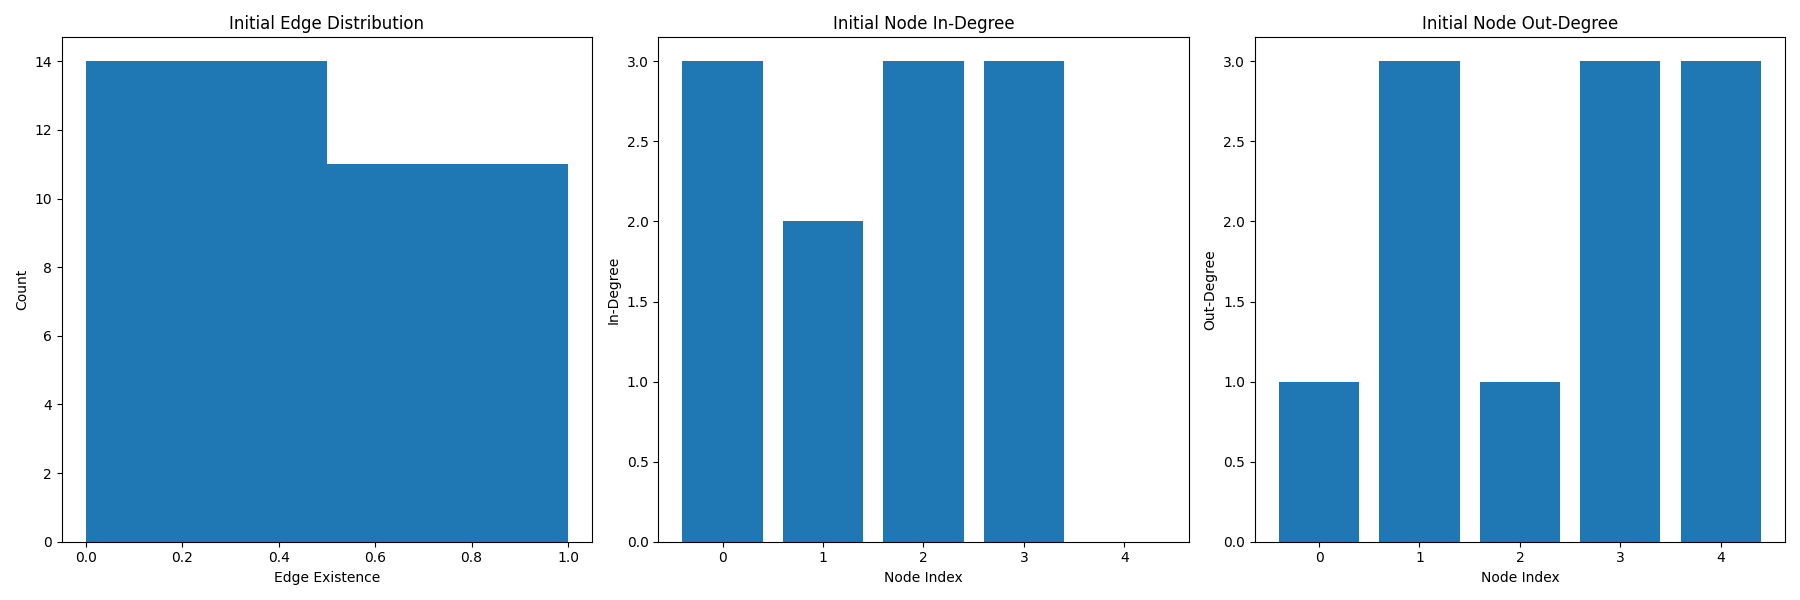 Initial Edge Distribution
14
12
10
8
6
4
2
0
Count
0.0 0.2 0.4 0.6 0.8 1.0
Edge Existence
Initial Node In-Degree
3.0
2.5
2.0
1.5
1.0
0.5
0.0
In-Degree
0 1 2 3 4
Node Index
Initial Node Out-Degree
3.0
2.5
2.0
1.5
1.0
0.5
0.0
Out-Degree
0 1 2 3 4
Node Index